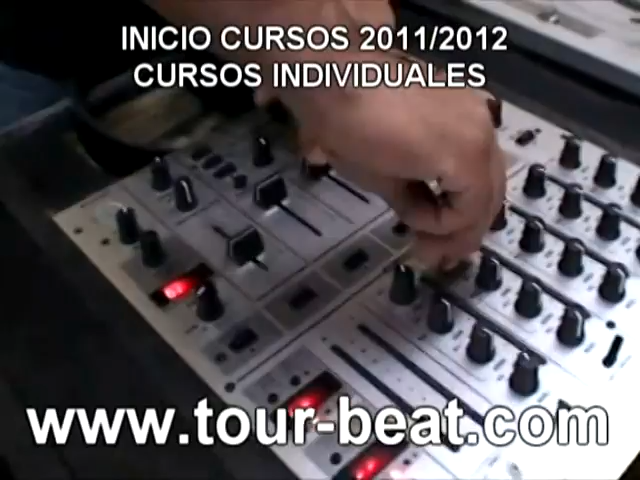 INICIO CURSOS 2011/2012
CURSOS INDIVIDUALES
www.tour-beat.com